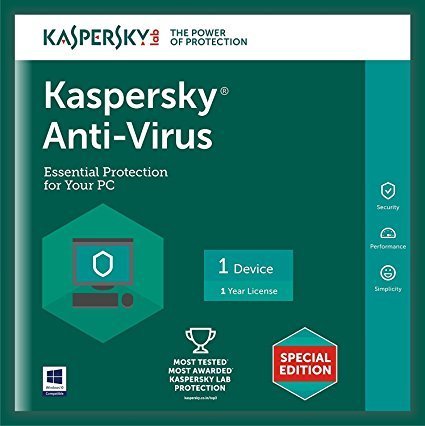 KASPERSKY lab
THE POWER
OF PROTECTION
Kaspersky®
Anti-Virus
Essential Protection
for Your PC
Security
Performance
Simplicity
1 Device
1 Year License
MOST TESTED*
MOST AWARDED*
KASPERSKY LAB
PROTECTION
kaspersky.co.in/top3
SPECIAL
EDITION
Windows 10
Compatible